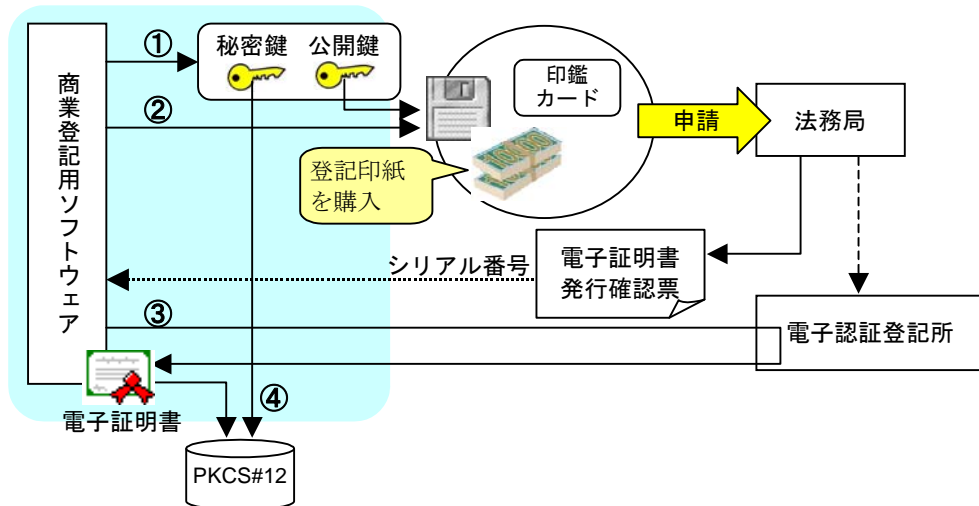 ①
秘密鍵 公開鍵
②
商業登記用ソフトウェア
印鑑
カード
登記印紙
を購入
申請
法務局
シリアル番号
電子証明書
発行確認票
③
電子認証登記所
電子証明書
④
PKCS#12